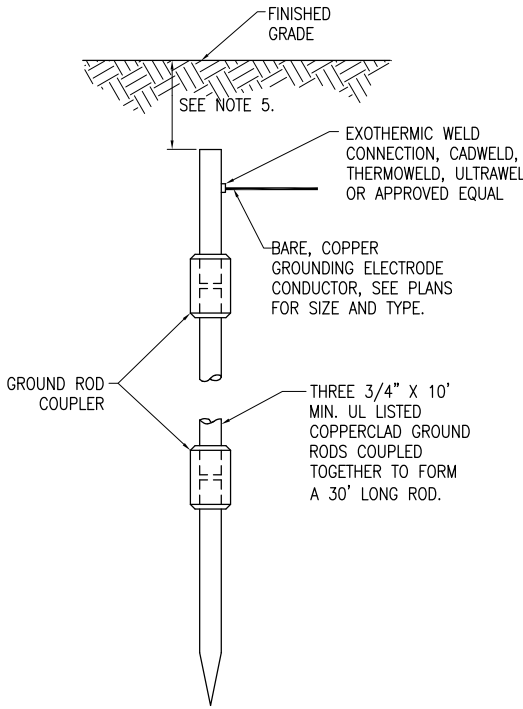 FINISHED
GRADE
SEE NOTE 5.
EXOTHERMIC WELD
CONNECTION, CADWELD,
THERMOWELD, ULTRAWEL
OR APPROVED EQUAL
BARE, COPPER
GROUNDING ELECTRODE
CONDUCTOR, SEE PLANS
FOR SIZE AND TYPE.
GROUND ROD
COUPLER
THREE 3/4" X 10'
MIN. UL LISTED
COPPERCLAD GROUND
RODS COUPLED
TOGETHER TO FORM
A 30' LONG ROD.